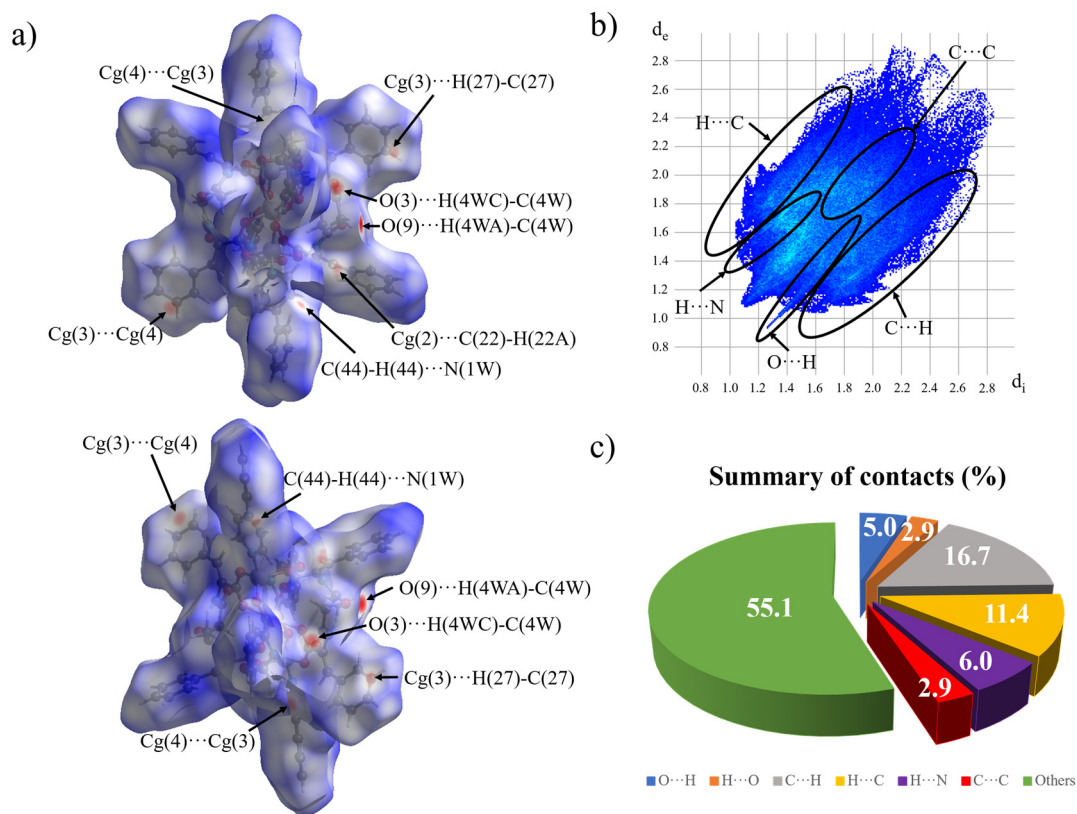 a)
Cg(4)···Cg(3)
Cg(3)···H(27)-C(27)
O(3)···H(4WC)-C(4W)
O(9)···H(4WA)-C(4W)
Cg(3)···Cg(4)
Cg(2)···C(22)-H(22A)
C(44)-H(44)···N(1W)
Cg(3)···Cg(4)
C(44)-H(44)···N(1W)
O(9)···H(4WA)-C(4W)
O(3)···H(4WC)-C(4W)
Cg(3)···H(27)-C(27)
Cg(4)···Cg(3)
b)
de
2.8
2.6
2.4
2.2
2.0
1.8
1.6
1.4
1.2
1.0
0.8
C···C
H···C
H···N
C···H
O···H
0.8 1.0 1.2 1.4 1.6 1.8 2.0 2.2 2.4 2.6 2.8
di
c)
Summary of contacts (%)
5.0
2.9
16.7
11.4
6.0
2.9
55.1
O···H H···O C···H H···C H···N C···C Others